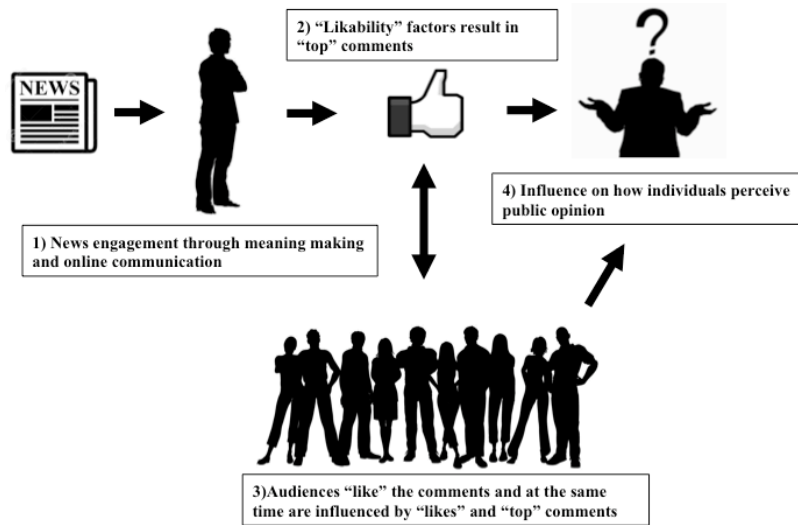 2) “Likability” factors result in
“top” comments
?
NEWS
4) Influence on how individuals perceive
public opinion
1) News engagement through meaning making
and online communication
3)Audiences “like” the comments and at the same
time are influenced by “likes” and “top” comments